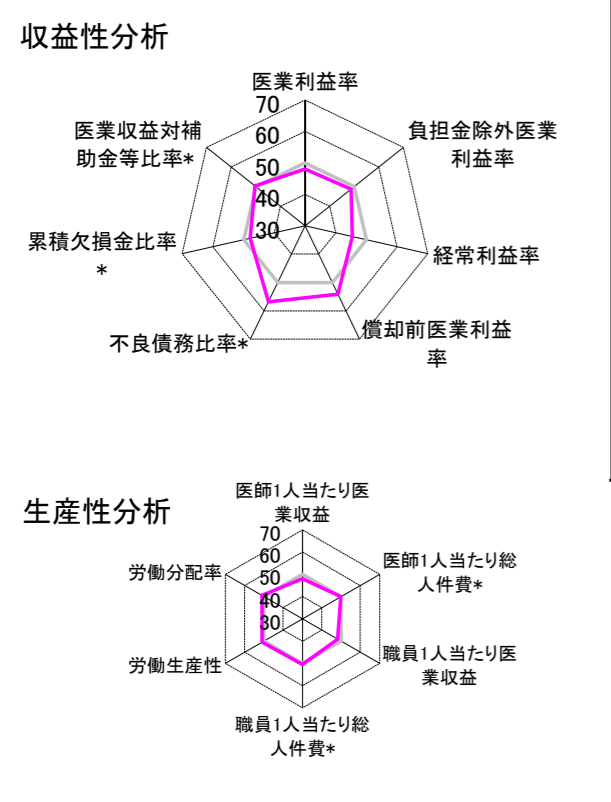 収益性分析
医業利益率
70
60
50
40
30
負担金除外医業
利益率
経常利益率
償却前医業利益
率
不良債務比率*
累積欠損金比率
*
医業収益対補
助金等比率*
生産性分析
医師1人当たり医
業収益
70
60
50
40
30
医師1人当たり総
人件費*
職員1人当たり医
業収益
職員1人当たり総
人件費*
労働生産性
労働分配率